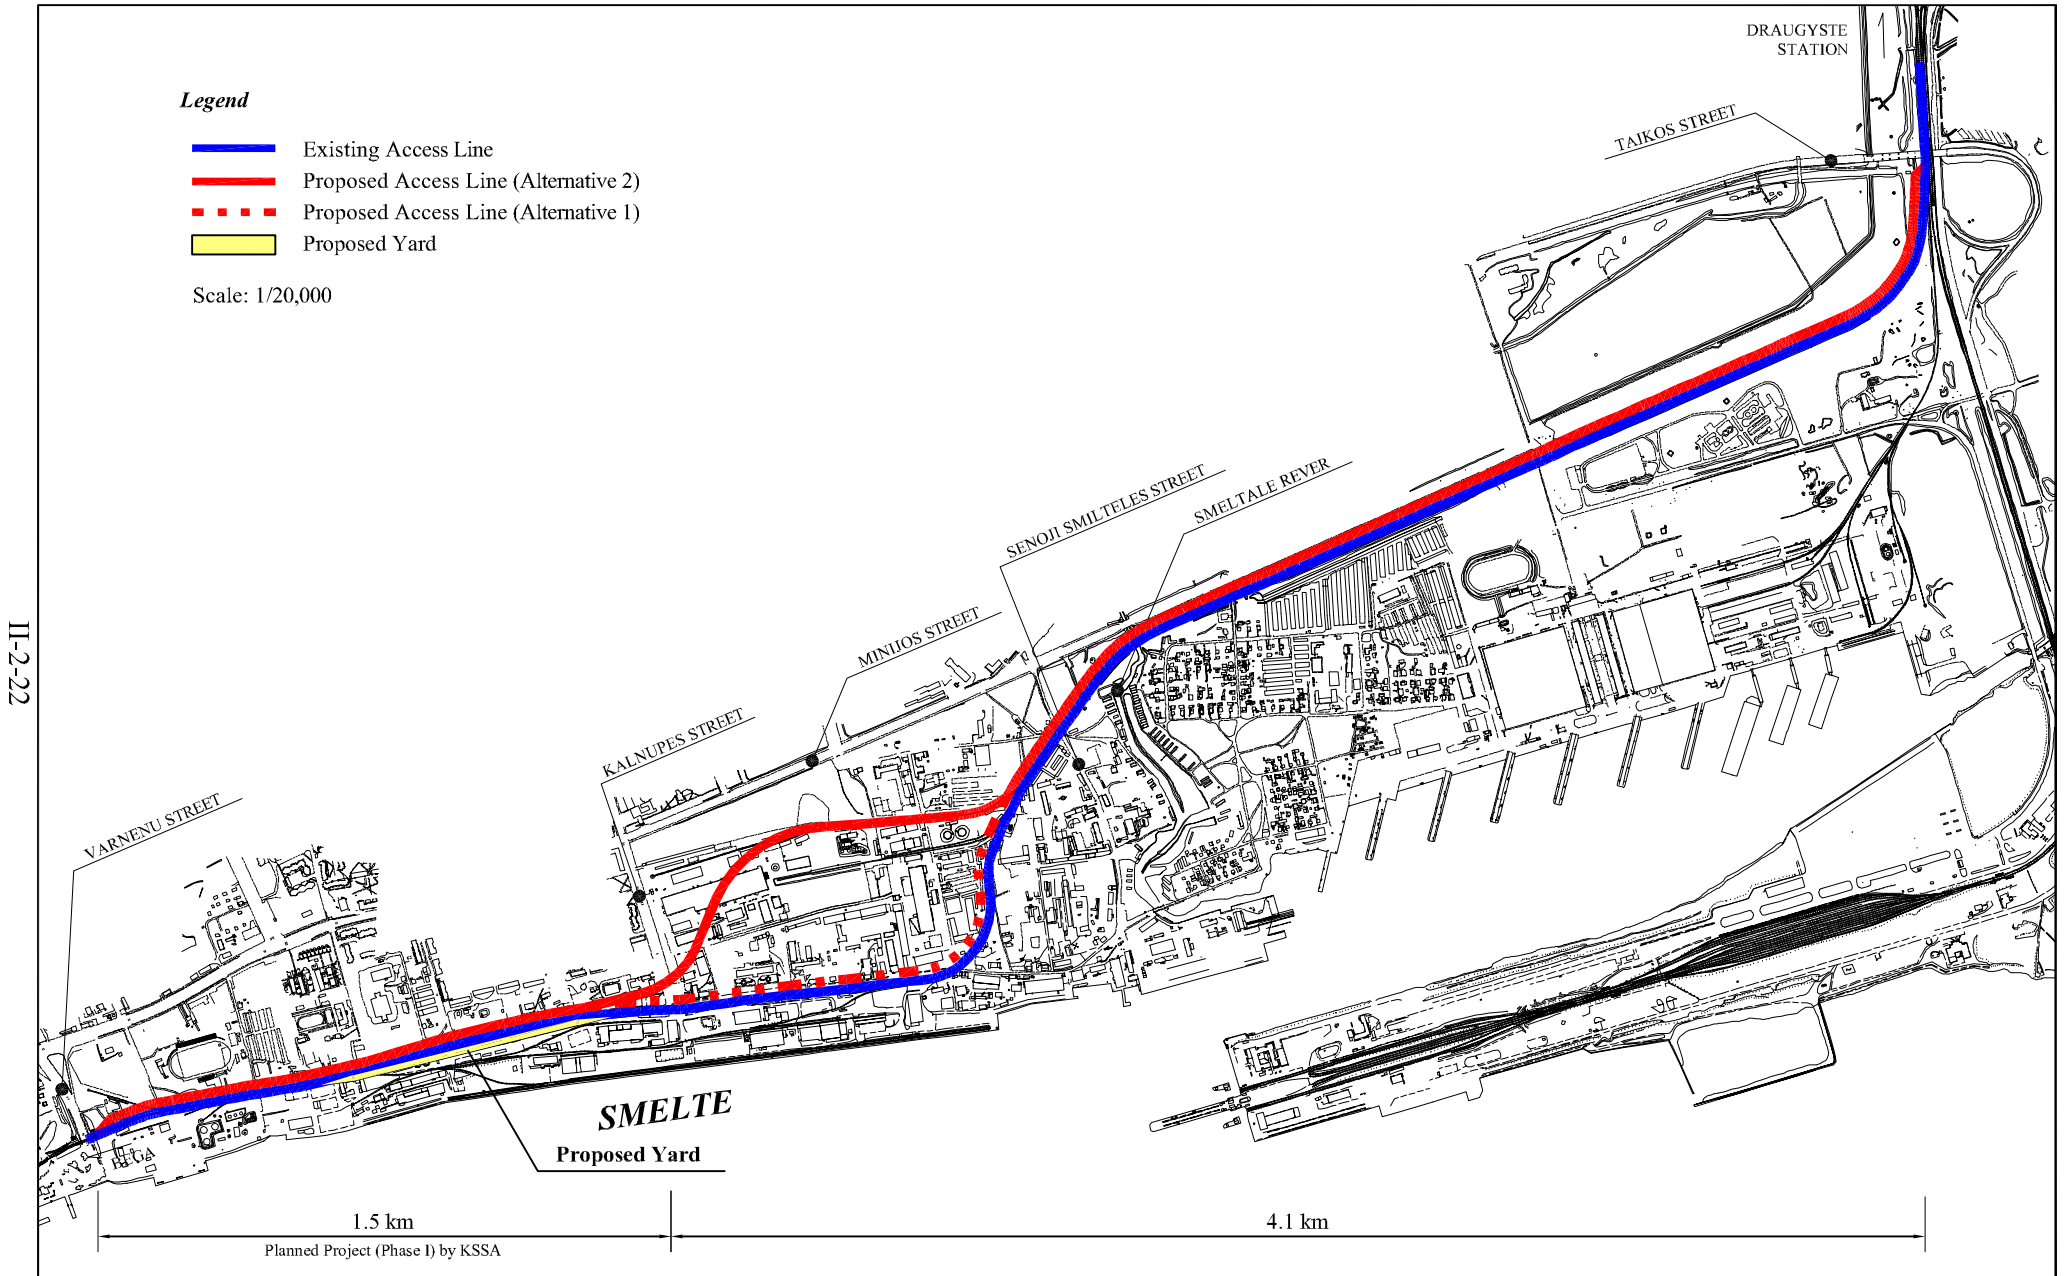 DRAUGYSTE
STATION
Legend
Existing Access Line
Proposed Access Line (Alternative 2)
Proposed Access Line (Alternative 1)
Proposed Yard
Scale: 1/20,000
TAIKOS STREET
SENOJI SMILTELES STREET
SMELTALE REVER
MINIJOS STREET
KALNUPES STREET
VARNENU STREET
II-2-22
SMELTE
Proposed Yard
BEGA
1.5 km
4.1 km
Planned Project (Phase I) by KSSA